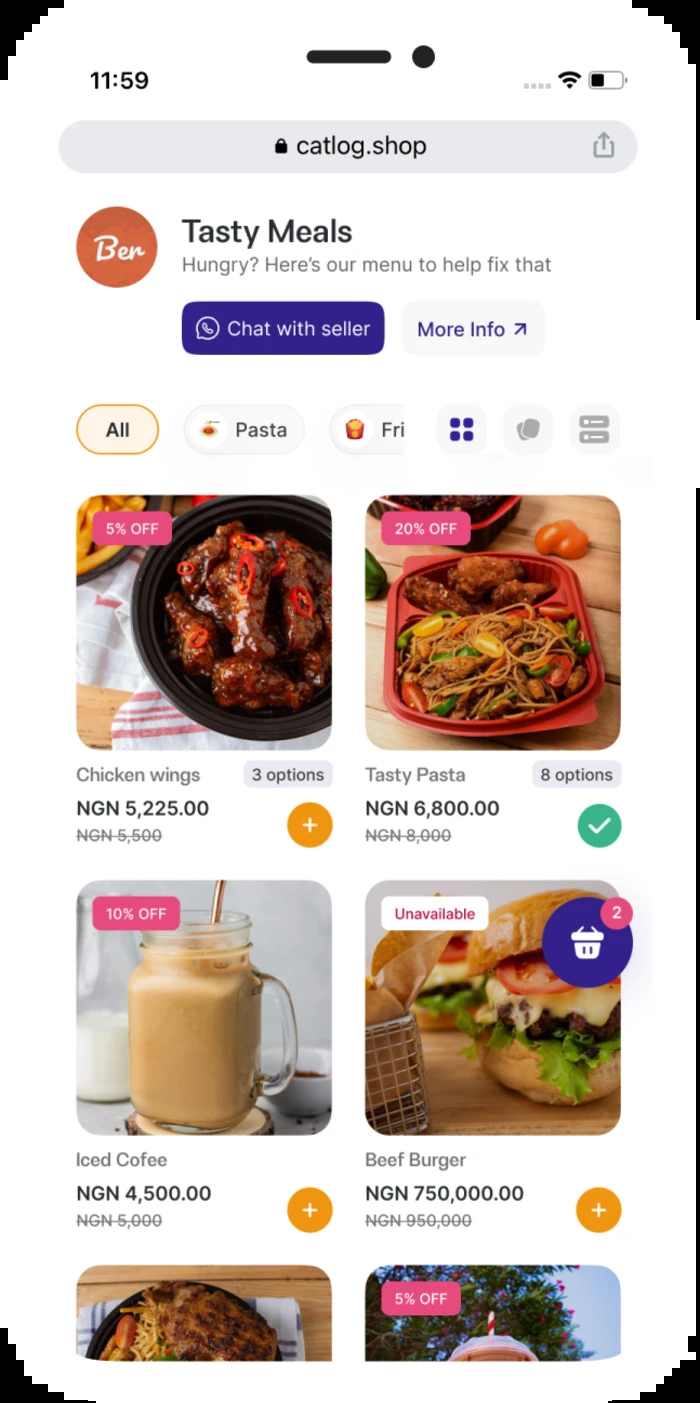 11:59
catlog.shop
Ber
Tasty Meals
Hungry? Here's our menu to help fix that
Chat with seller
More Info
All
Pasta
Fri
5% OFF
20% OFF
Chicken wings
3 options
NGN 5,225.00
NGN 5,500
Tasty Pasta
8 options
NGN 6,800.00
NGN 8,000
10% OFF
Unavailable
2
Iced Cofee
NGN 4,500.00
NGN 5,000
Beef Burger
NGN 750,000.00
NGN 950,000
5% OFF